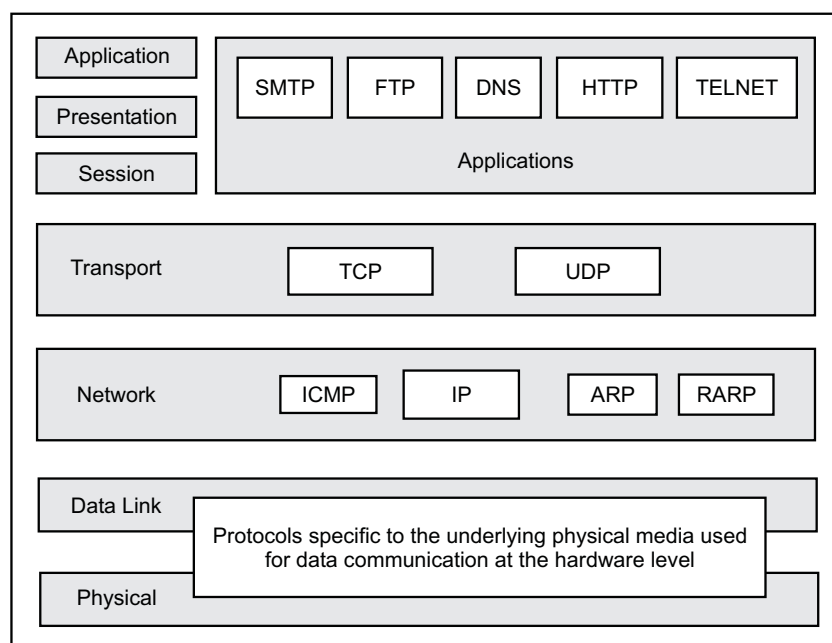 Application
Presentation
Session
SMTP FTP DNS HTTP TELNET
Applications
Transport TCP UDP
Network ICMP IP ARP RARP
Data Link
Protocols specific to the underlying physical media used
for data communication at the hardware level
Physical